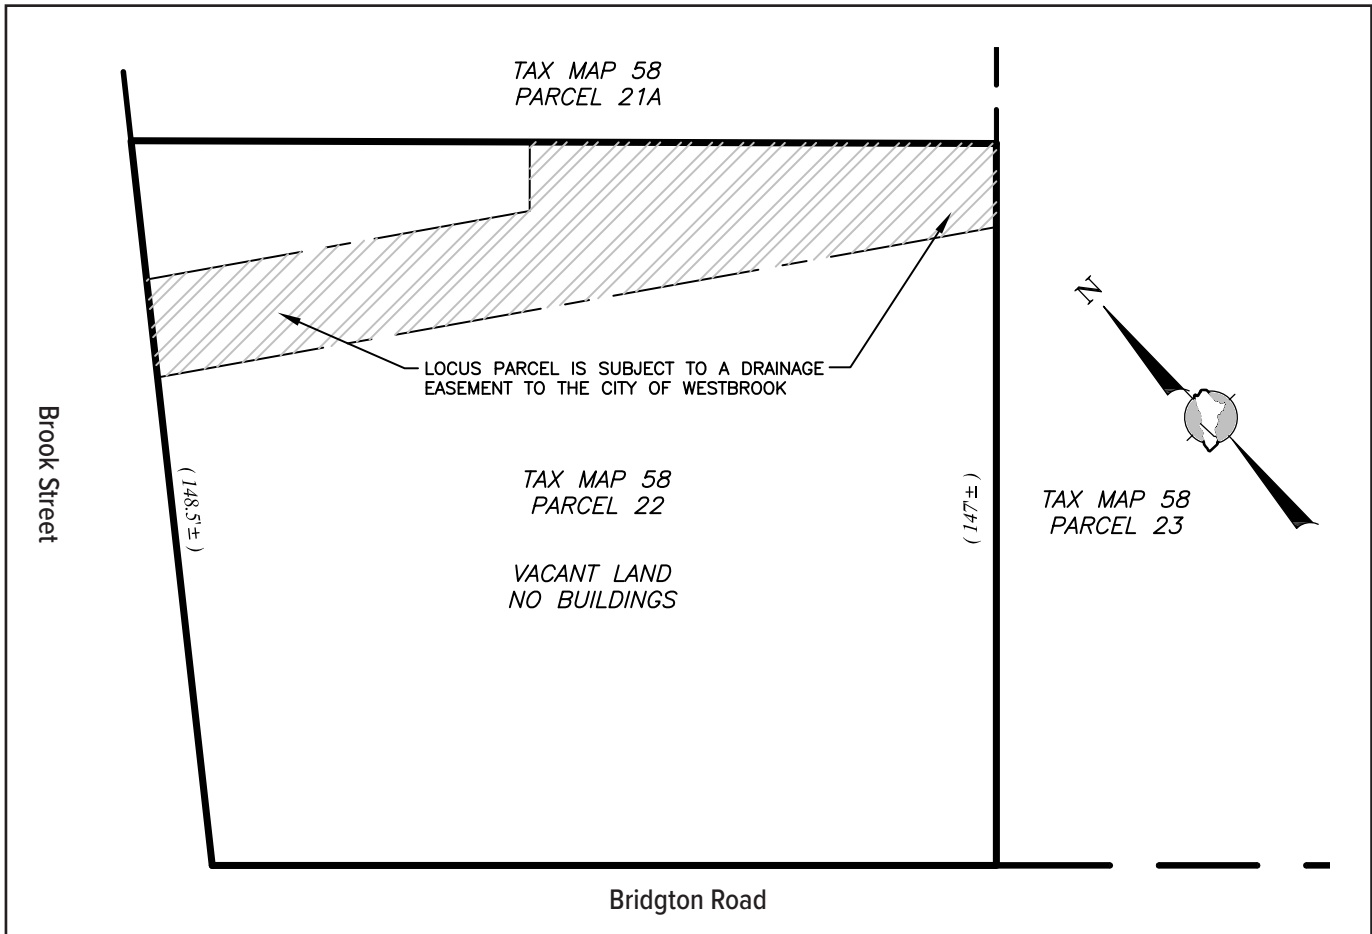 TAX MAP 58
PARCEL 21A
N
LOCUS PARCEL IS SUBJECT TO A DRAINAGE
EASEMENT TO THE CITY OF WESTBROOK
Brook Street
( 148.5'± )
TAX MAP 58
PARCEL 22
( 147'± )
TAX MAP 58
PARCEL 23
VACANT LAND
NO BUILDINGS
Bridgton Road